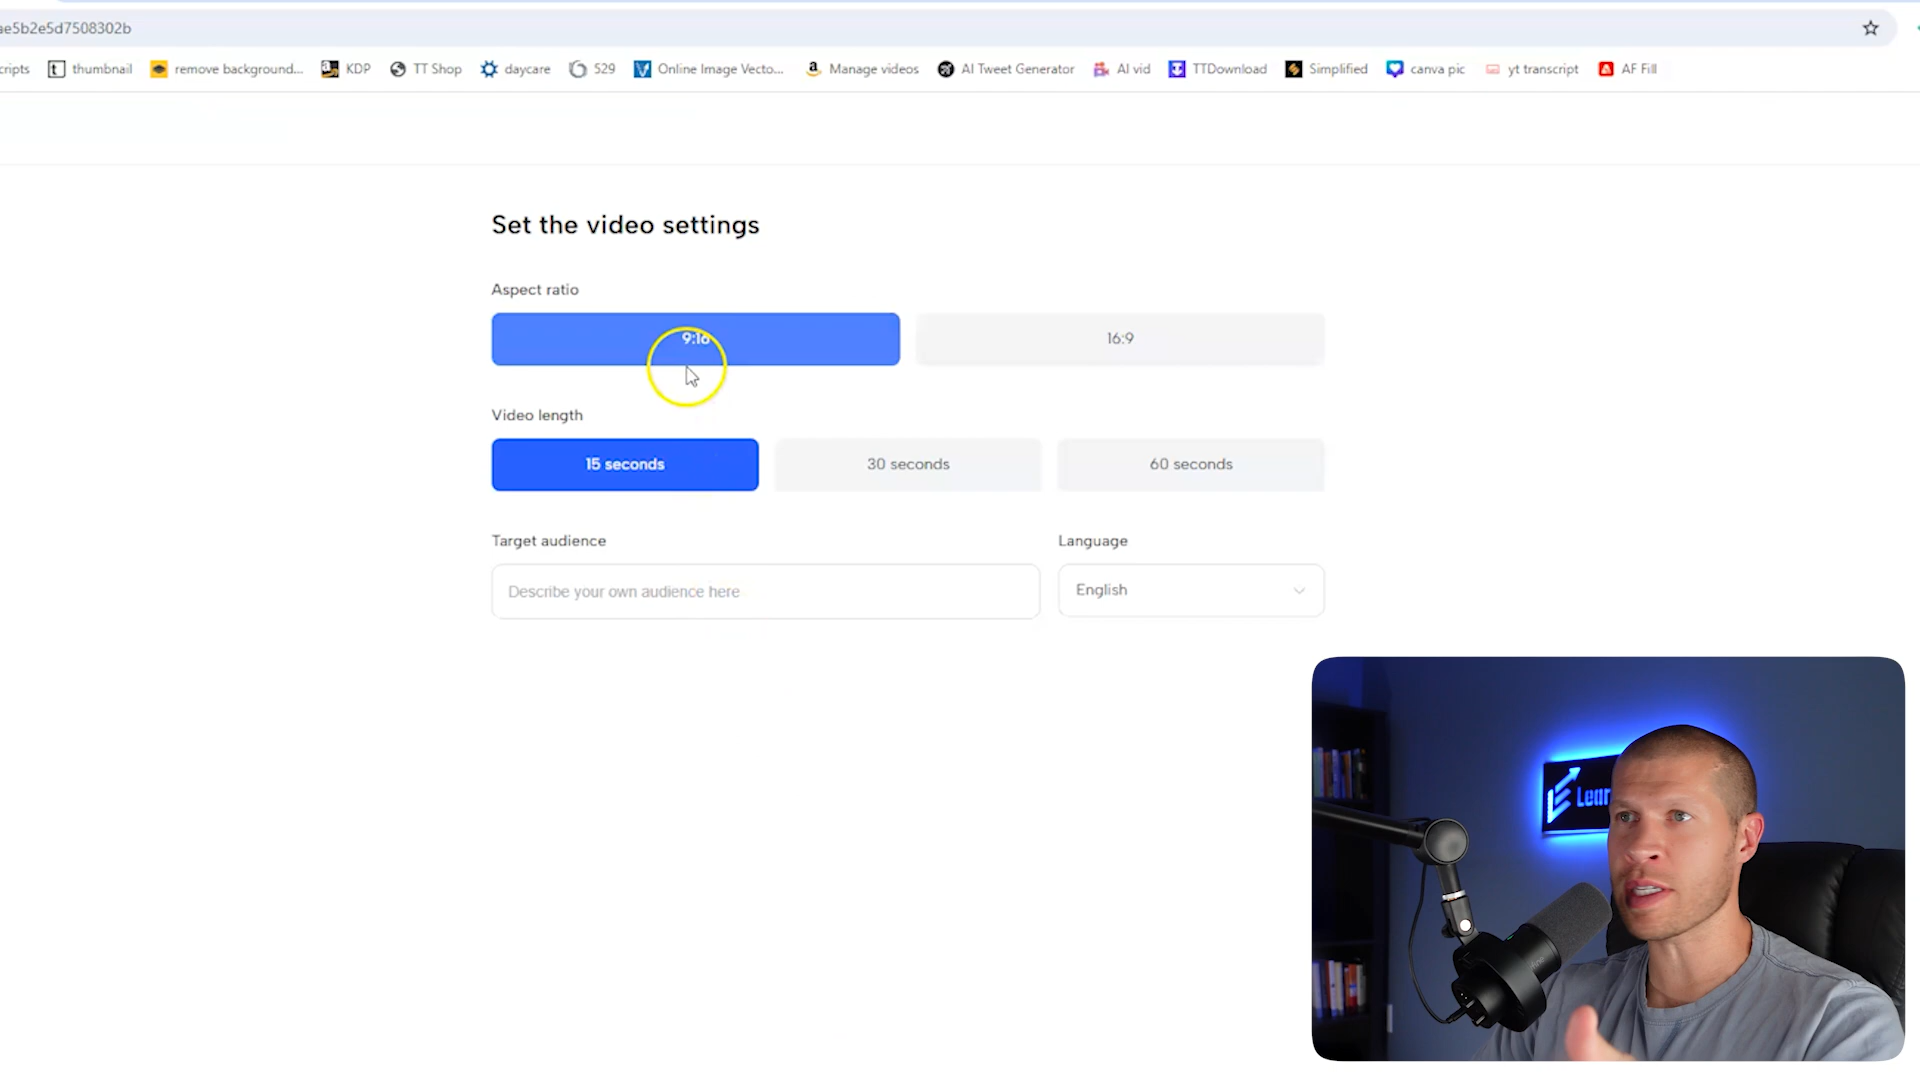 ae5b2e5d7508302b
cripts thumbnail remove background... KDP TT Shop daycare 529 Online Image Vecto... Manage videos AI Tweet Generator AI vid TTDownload Simplified canva pic yt transcript AF Fill
Set the video settings
Aspect ratio
9:16 16:9
Video length
15 seconds 30 seconds 60 seconds
Target audience Language
Describe your own audience here English
Lear